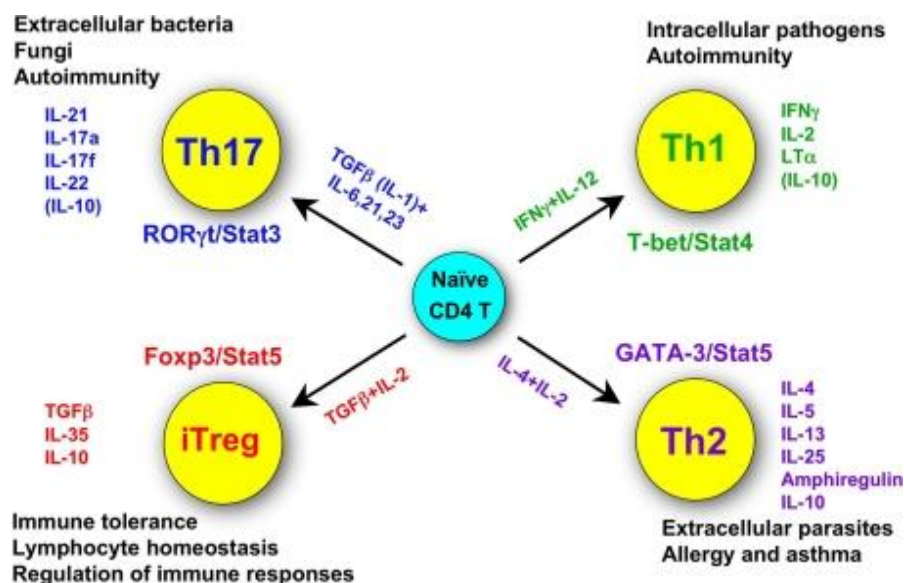 Extracellular bacteria
Fungi
Autoimmunity
IL-21
IL-17a
IL-17f
IL-22
(IL-10)
Th17
RORγt/Stat3
TGFβ (IL-1)+
IL-6,21,23
Intracellular pathogens
Autoimmunity
Th1
IFNγ
IL-2
LTα
(IL-10)
T-bet/Stat4
IFNγ+IL-12
Naïve
CD4 T
Foxp3/Stat5
TGFβ
IL-35
IL-10
iTreg
TGFβ+IL-2
Immune tolerance
Lymphocyte homeostasis
Regulation of immune responses
GATA-3/Stat5
IL-4+IL-2
Th2
IL-4
IL-5
IL-13
IL-25
Amphiregulin
IL-10
Extracellular parasites
Allergy and asthma